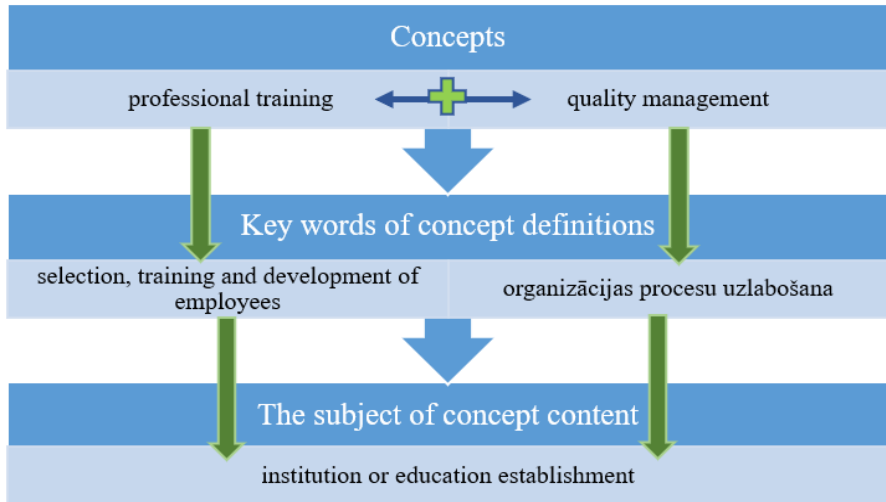 Concepts
professional training
quality management
Key words of concept definitions
selection, training and development of
employees
organizācijas procesu uzlabošana
The subject of concept content
institution or education establishment